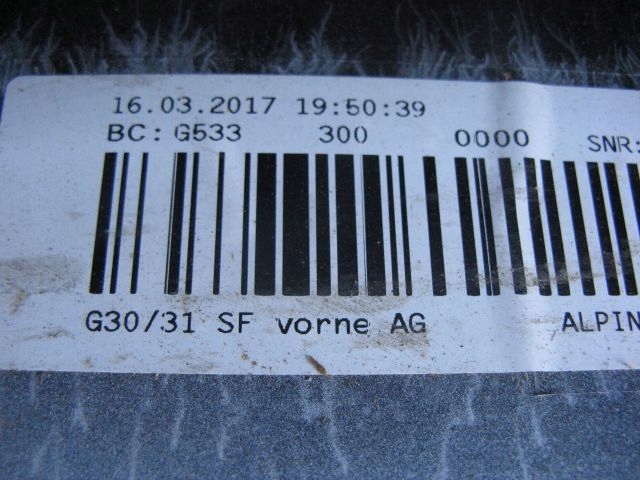 16.03.2017 19:50:39
BC: G533 300 0000 SNR:
G30/31 SF vorne AG ALPIN